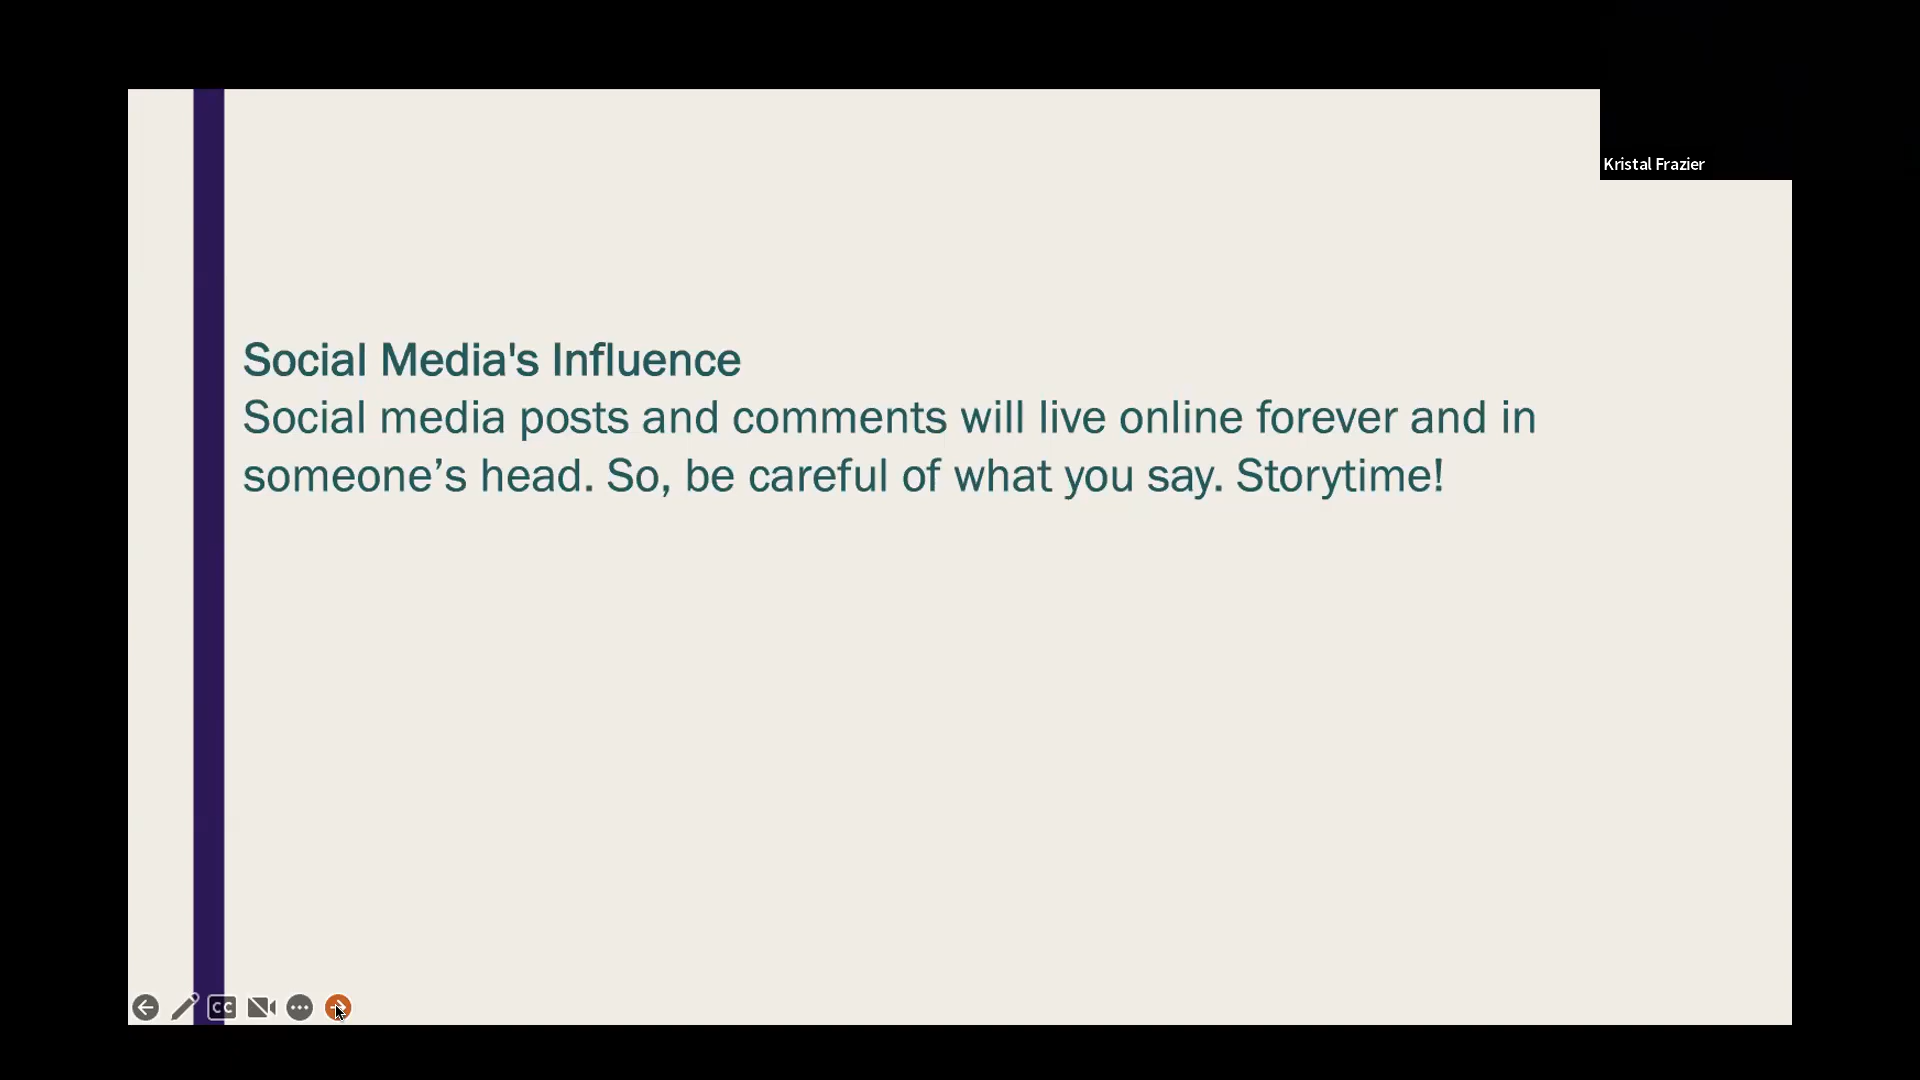 Kristal Frazier
Social Media's Influence
Social media posts and comments will live online forever and in
someone’s head. So, be careful of what you say. Storytime!
CC